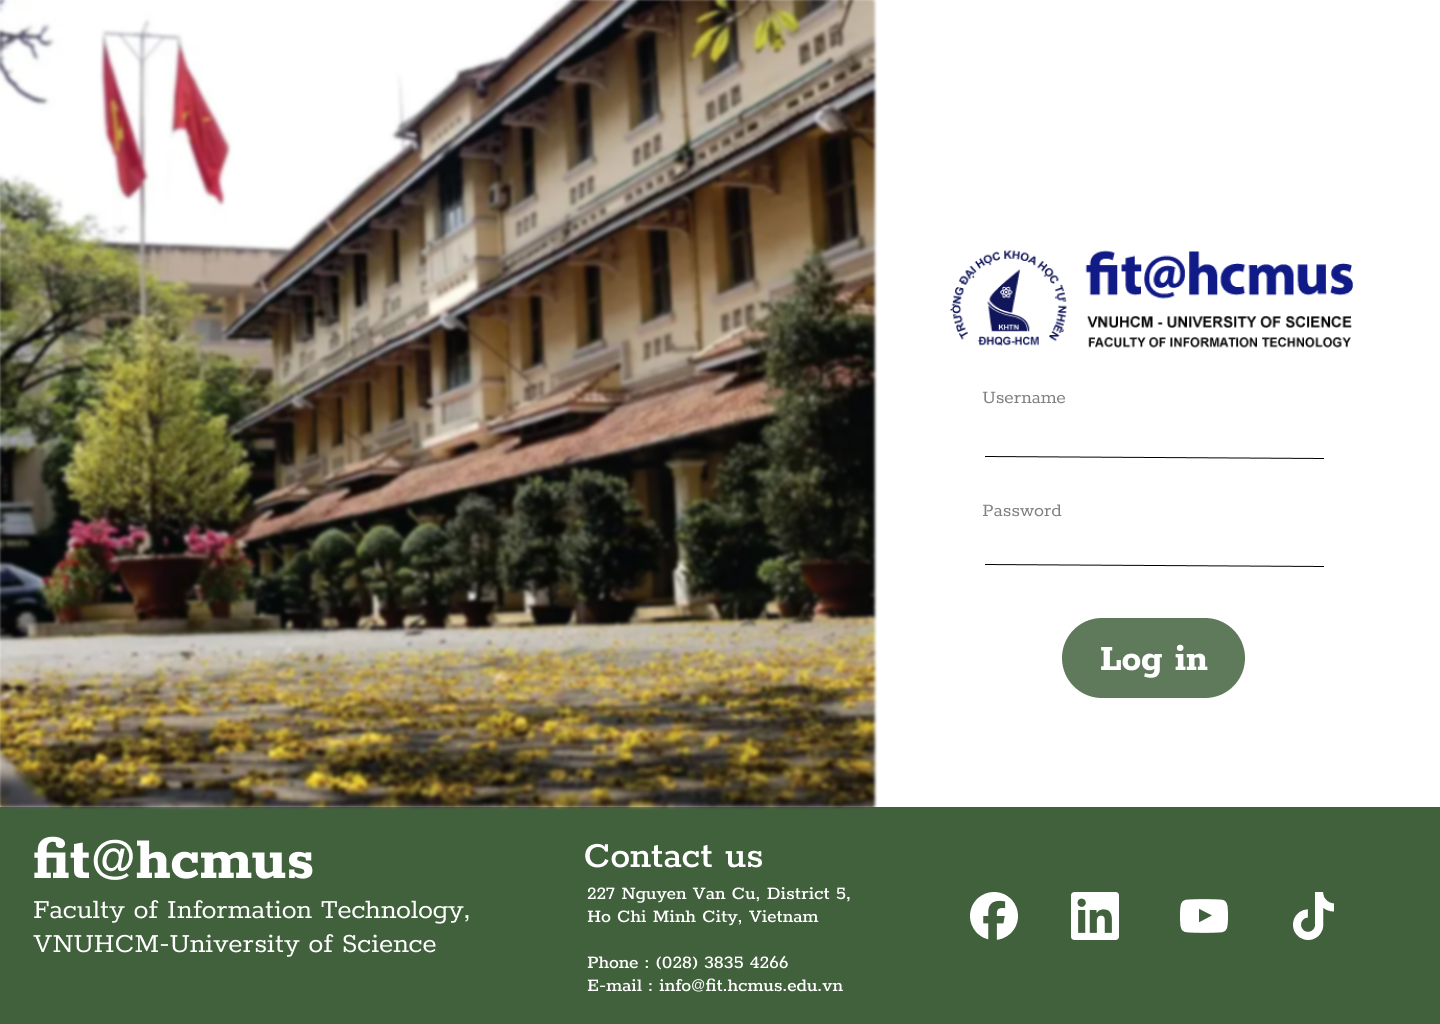 TRƯỜNG ĐẠI HỌC KHOA HỌC TỰ NHIÊN
KHTN
ĐHQG-HCM
fit@hcmus
VNUHCM - UNIVERSITY OF SCIENCE
FACULTY OF INFORMATION TECHNOLOGY
Username
Password
Log in
fit@hcmus
Faculty of Information Technology,
VNUHCM-University of Science
Contact us
227 Nguyen Van Cu, District 5,
Ho Chi Minh City, Vietnam
Phone : (028) 3835 4266
E-mail : info@fit.hcmus.edu.vn